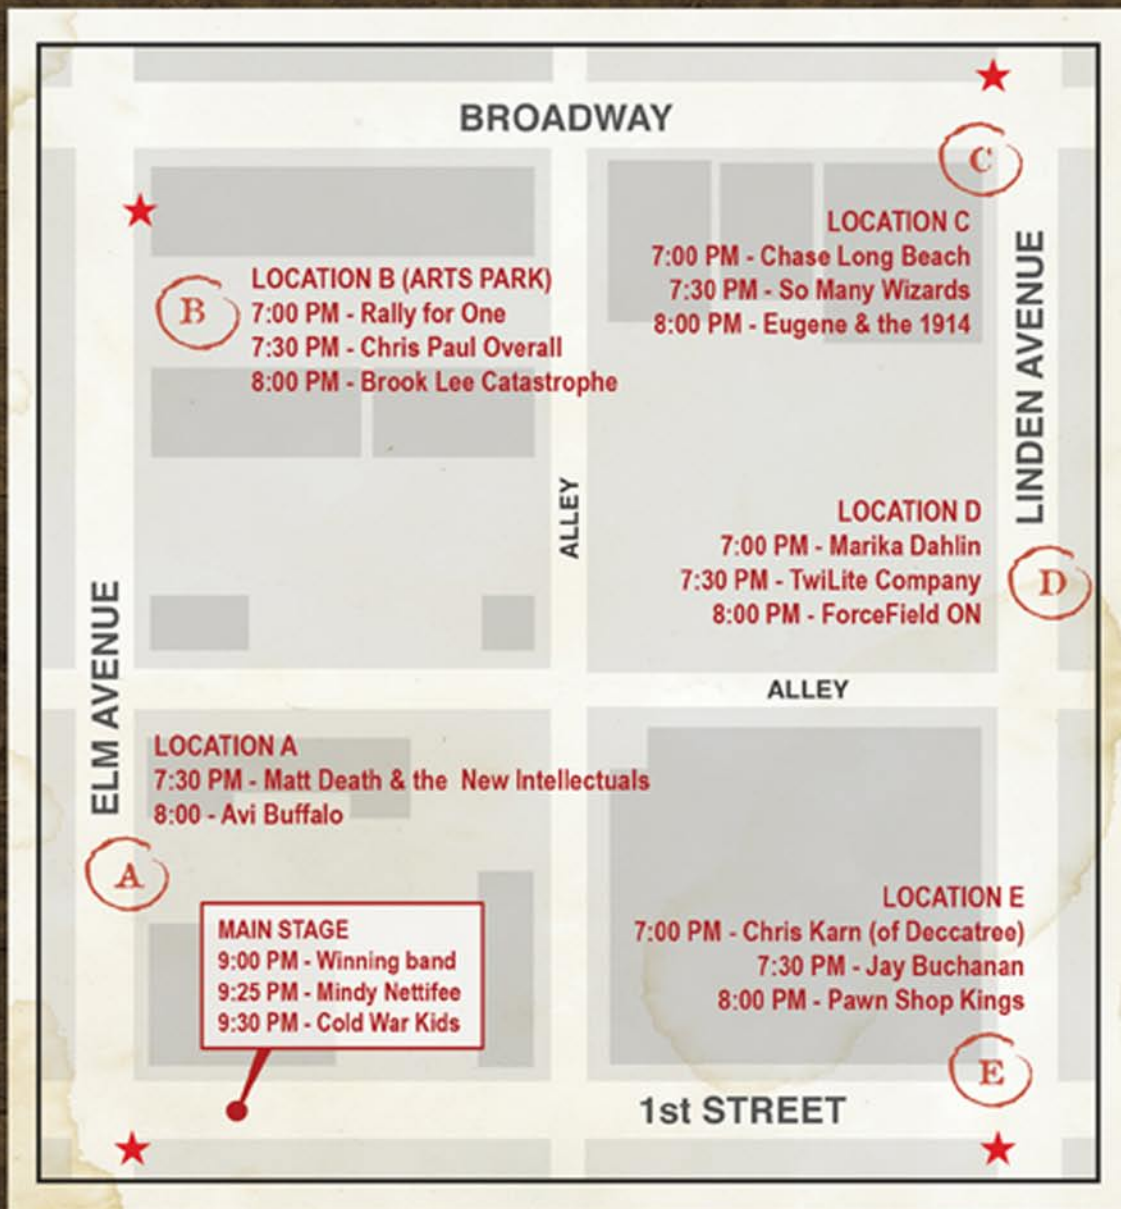 BROADWAY
C
LOCATION C
7:00 PM - Chase Long Beach
7:30 PM - So Many Wizards
8:00 PM - Eugene & the 1914
B
LOCATION B (ARTS PARK)
7:00 PM - Rally for One
7:30 PM - Chris Paul Overall
8:00 PM - Brook Lee Catastrophe
LINDEN AVENUE
ALLEY
LOCATION D
7:00 PM - Marika Dahlin
7:30 PM - TwiLite Company
8:00 PM - ForceField ON
D
ELM AVENUE
ALLEY
LOCATION A
7:30 PM - Matt Death & the New Intellectuals
8:00 - Avi Buffalo
A
MAIN STAGE
9:00 PM - Winning band
9:25 PM - Mindy Nettifee
9:30 PM - Cold War Kids
LOCATION E
7:00 PM - Chris Karn (of Deccatree)
7:30 PM - Jay Buchanan
8:00 PM - Pawn Shop Kings
E
1st STREET